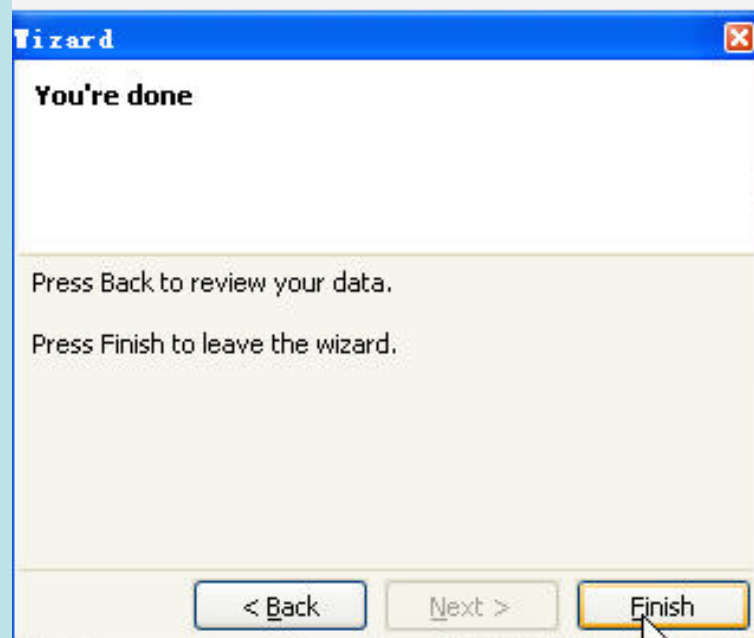 Wizard
You're done
Press Back to review your data.
Press Finish to leave the wizard.
< Back
Next >
Finish